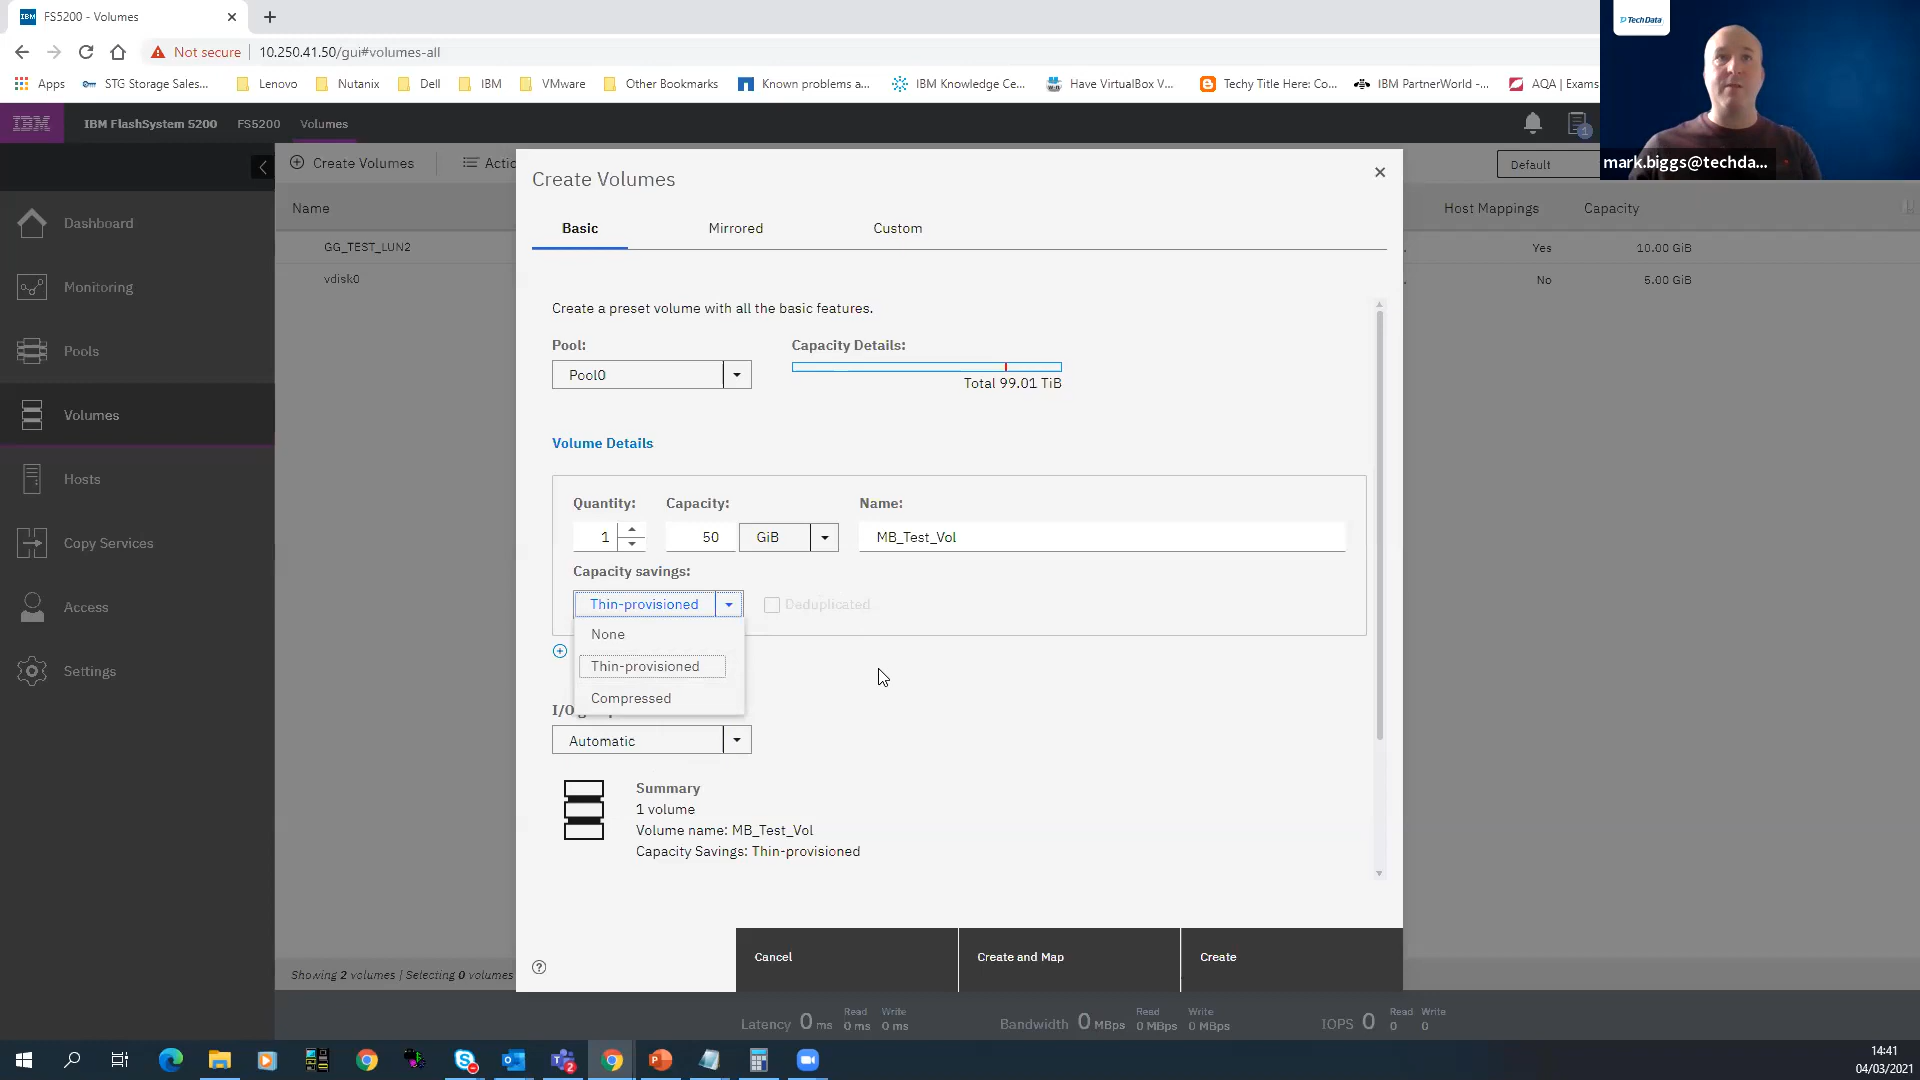 FS5200 - Volumes
Not secure
10.250.41.50/gui#volumes-all
TechData
Apps
STG Storage Sales...
Lenovo
Nutanix
Dell
IBM
VMware
Other Bookmarks
Known problems a...
IBM Knowledge Ce...
Have VirtualBox V...
Techy Title Here: Co...
IBM PartnerWorld -...
AQA | Exams
IBM
IBM FlashSystem 5200
FS5200
Volumes
1
mark.biggs@techda...
Create Volumes
Default
Create Volumes
Name
Host Mappings
Capacity
Basic
Mirrored
Custom
Dashboard
GG_TEST_LUN2
Yes
10.00 GiB
vdisk0
No
5.00 GiB
Monitoring
Create a preset volume with all the basic features.
Pool:
Capacity Details:
Pools
Pool0
Total 99.01 TiB
Volumes
Volume Details
Hosts
Quantity:
Capacity:
Name:
1
50
GiB
MB_Test_Vol
Copy Services
Capacity savings:
Access
Thin-provisioned
Deduplicated
None
Thin-provisioned
Compressed
Settings
Automatic
Summary
1 volume
Volume name: MB_Test_Vol
Capacity Savings: Thin-provisioned
Cancel
Create and Map
Create
Showing 2 volumes | Selecting 0 volumes
Latency 0 ms
Read
0 ms
Write
0 ms
Bandwidth 0 MBps
Read
0 MBps
Write
0 MBps
IOPS 0
Read
0
Write
0
2
14:41
04/03/2021